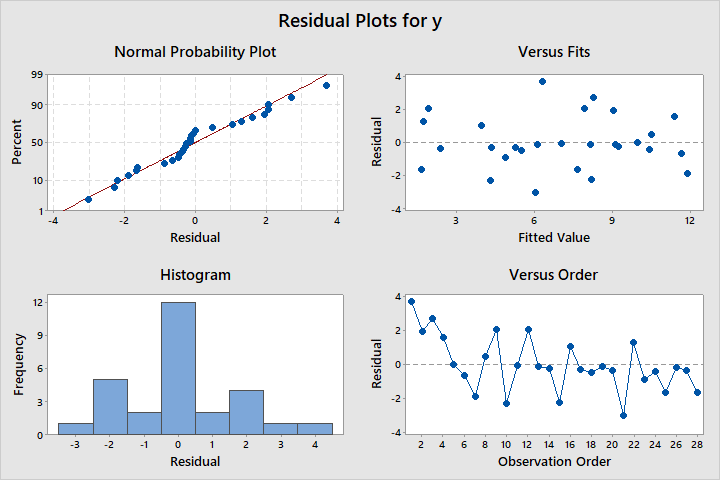 Residual Plots for y
Normal Probability Plot
Percent
99
90
50
10
1
-4 -2 0 2 4
Residual
Versus Fits
Residual
4
2
0
-2
-4
3 6 9 12
Fitted Value
Histogram
Frequency
12
9
6
3
0
-3 -2 -1 0 1 2 3 4
Residual
Versus Order
Residual
4
2
0
-2
-4
2 4 6 8 10 12 14 16 18 20 22 24 26 28
Observation Order